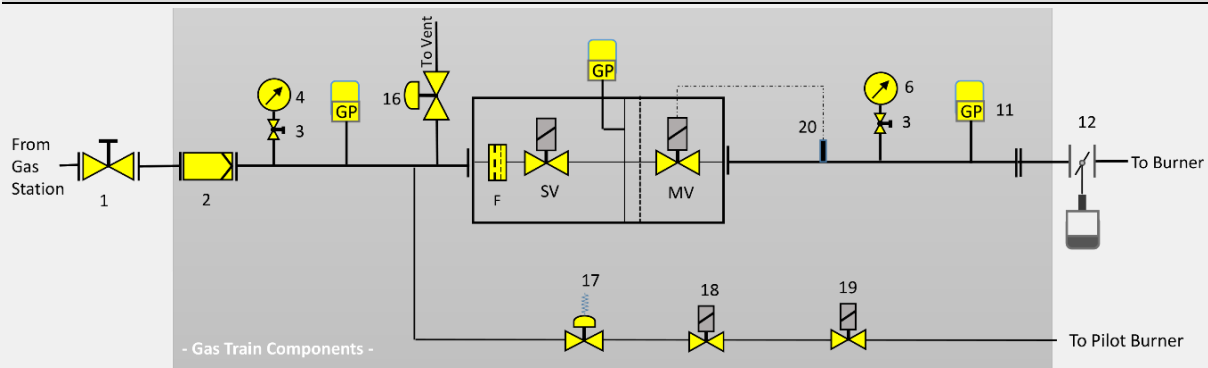 To Vent
GP
4
GP
16
6
GP
11
3
20
3
12
From
Gas
Station
To Burner
1
2
F
SV
MV
17
18
19
- Gas Train Components -
To Pilot Burner